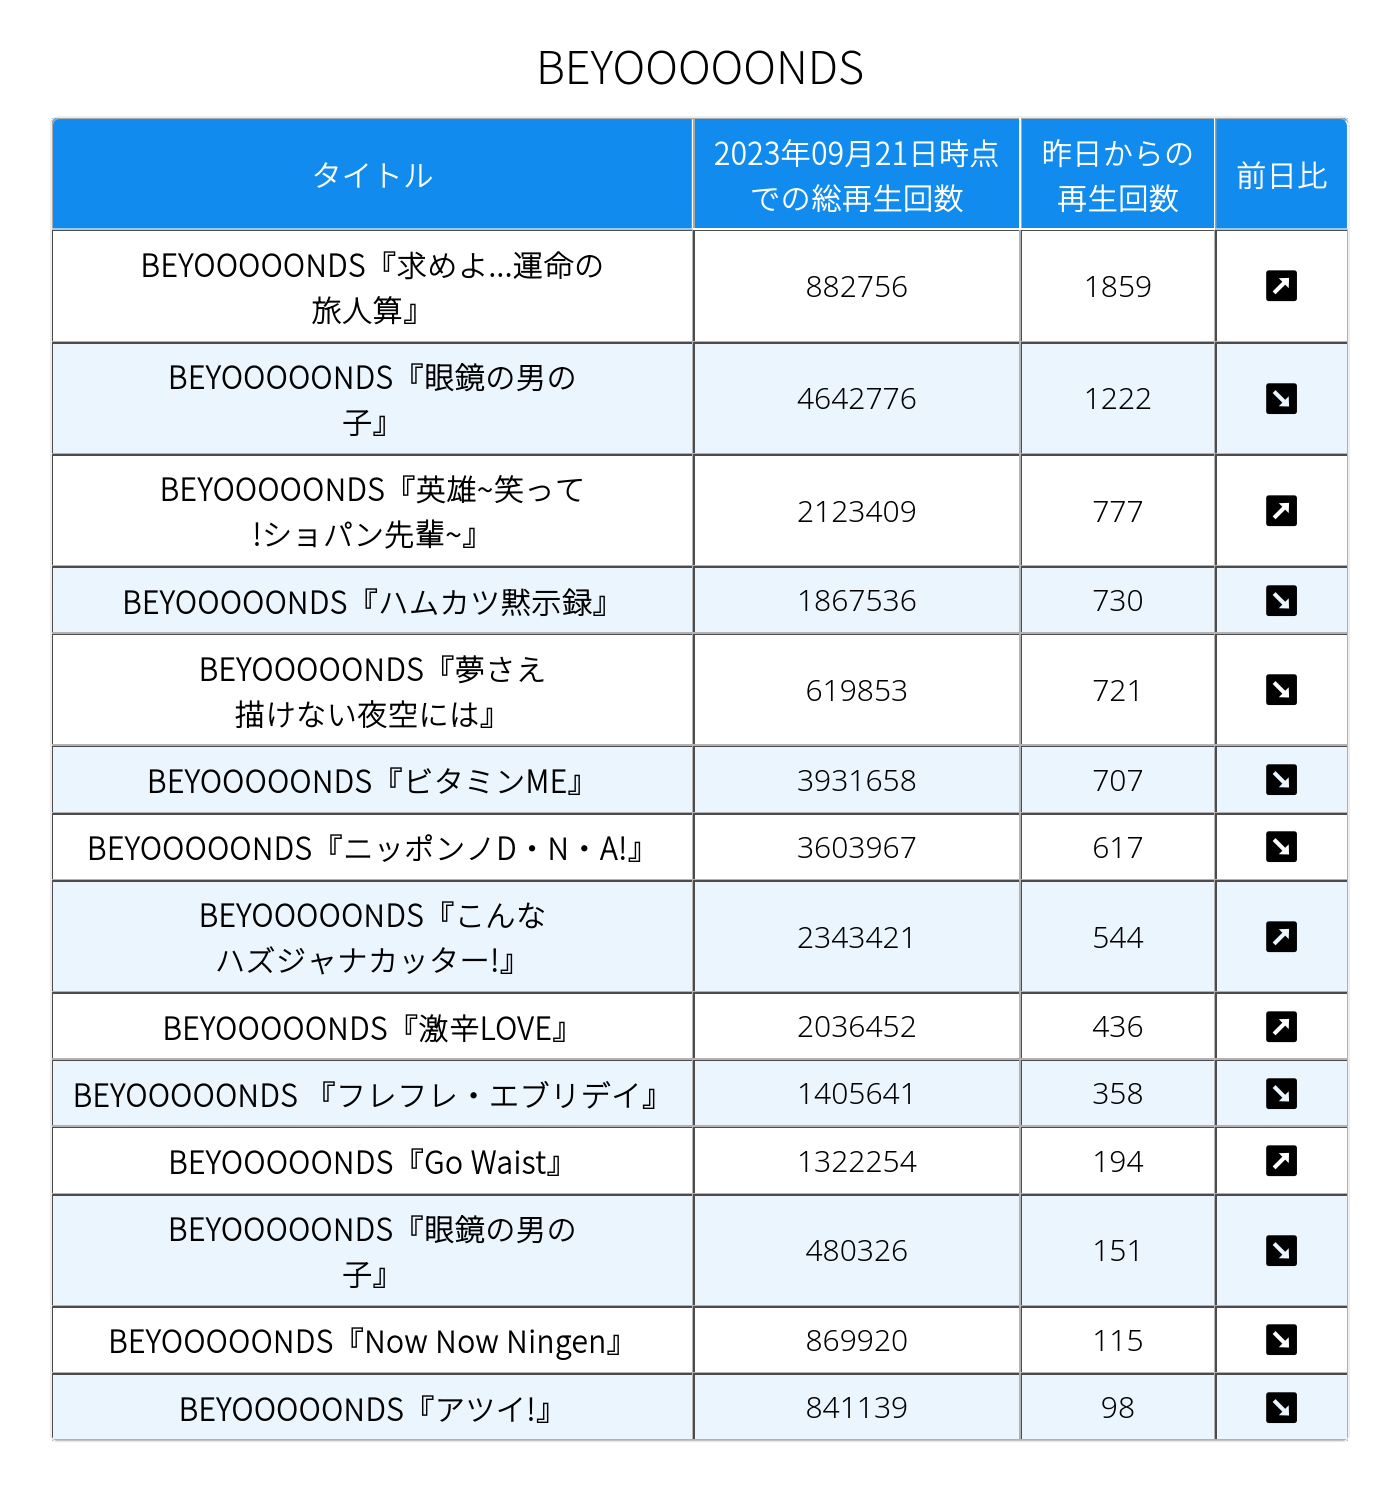 BEYOOOOONDS
タイトル
2023年09月21日時点
での総再生回数
昨日からの
再生回数
前日比
BEYOOOOONDS『求めよ...運命の
旅人算』
882756
1859
BEYOOOOONDS『眼鏡の男の
子』
4642776
1222
BEYOOOOONDS『英雄~笑って
!ショパン先輩~』
2123409
777
BEYOOOOONDS『ハムカツ黙示録』
1867536
730
BEYOOOOONDS『夢さえ
描けない夜空には』
619853
721
BEYOOOOONDS『ビタミンME』
3931658
707
BEYOOOOONDS『ニッポンノD・N・A!』
3603967
617
BEYOOOOONDS『こんな
ハズジャナカッター!』
2343421
544
BEYOOOOONDS『激辛LOVE』
2036452
436
BEYOOOOONDS 『フレフレ・エブリデイ』
1405641
358
BEYOOOOONDS『Go Waist』
1322254
194
BEYOOOOONDS『眼鏡の男の
子』
480326
151
BEYOOOOONDS『Now Now Ningen』
869920
115
BEYOOOOONDS『アツイ!』
841139
98